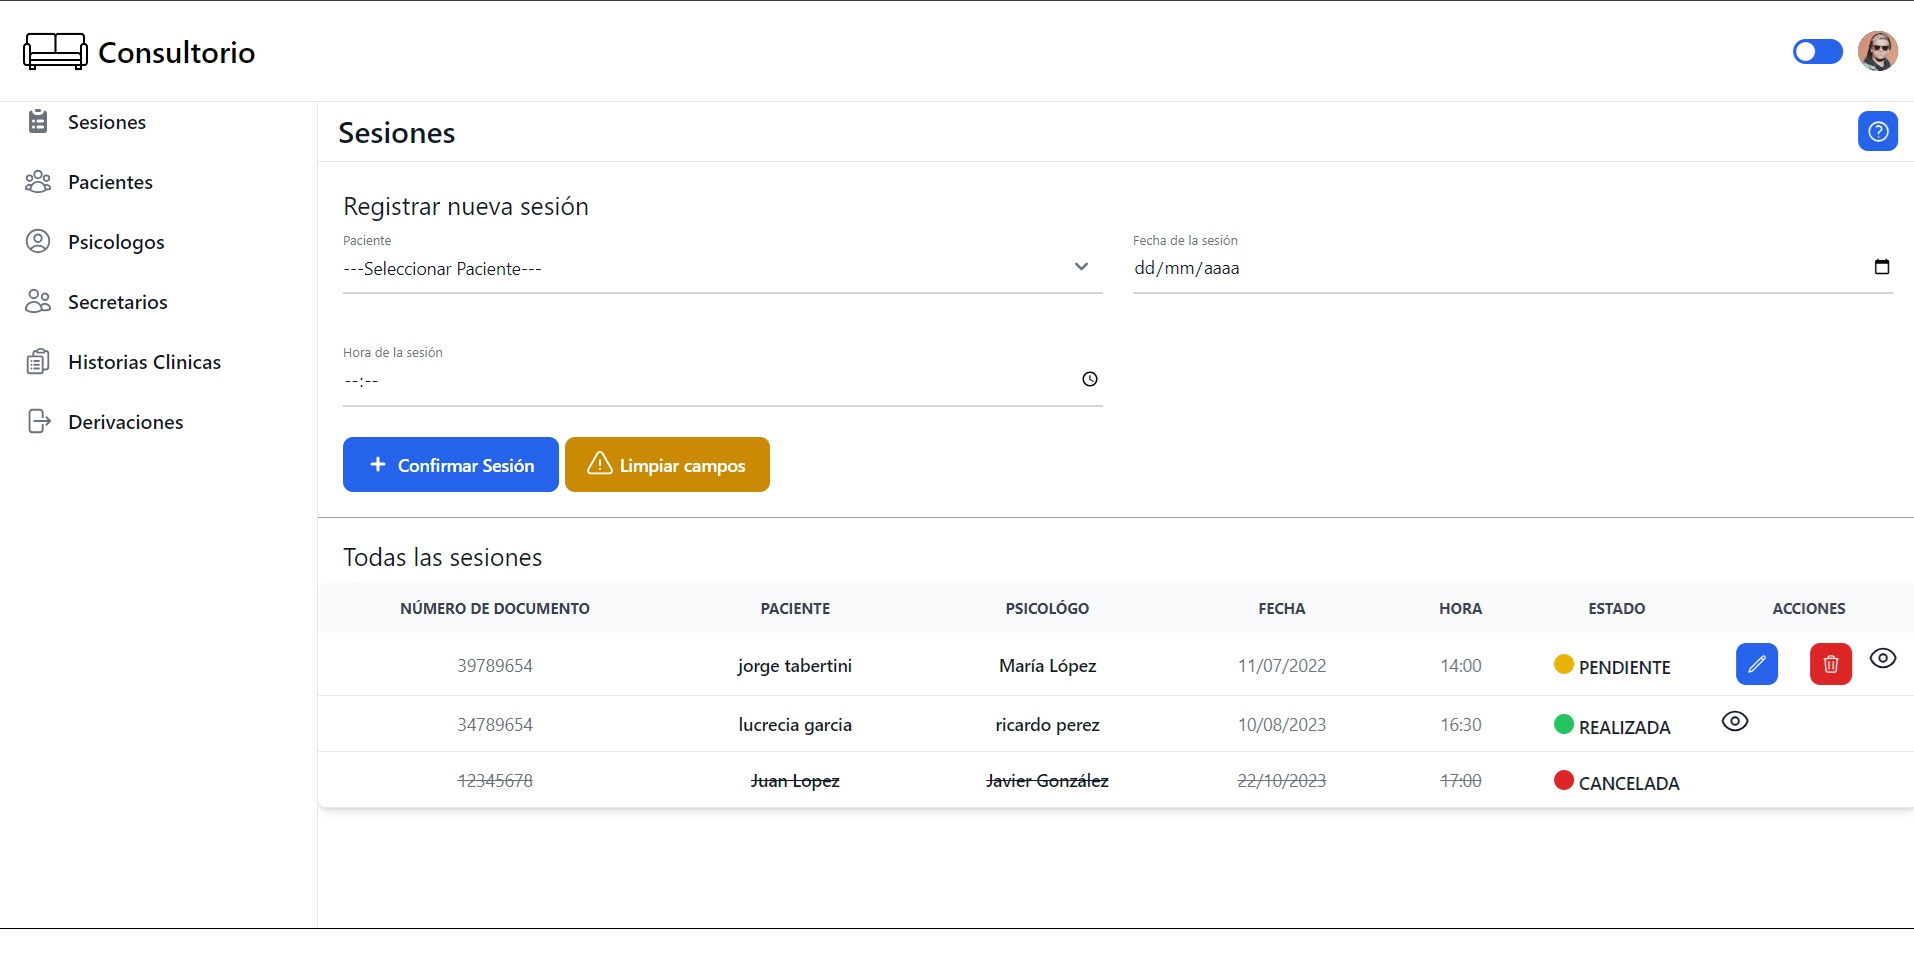 Consultorio
Sesiones
Pacientes
Psicologos
Secretarios
Historias Clinicas
Derivaciones
Sesiones
Registrar nueva sesión
Paciente
---Seleccionar Paciente---
Fecha de la sesión
dd/mm/aaaa
Hora de la sesión
--:--
Confirmar Sesión
Limpiar campos
Todas las sesiones
NÚMERO DE DOCUMENTO PACIENTE PSICOLÓGO FECHA HORA ESTADO ACCIONES
39789654 jorge tabertini María López 11/07/2022 14:00 PENDIENTE
34789654 lucrecia garcia ricardo perez 10/08/2023 16:30 REALIZADA
12345678 Juan Lopez Javier González 22/10/2023 17:00 CANCELADA